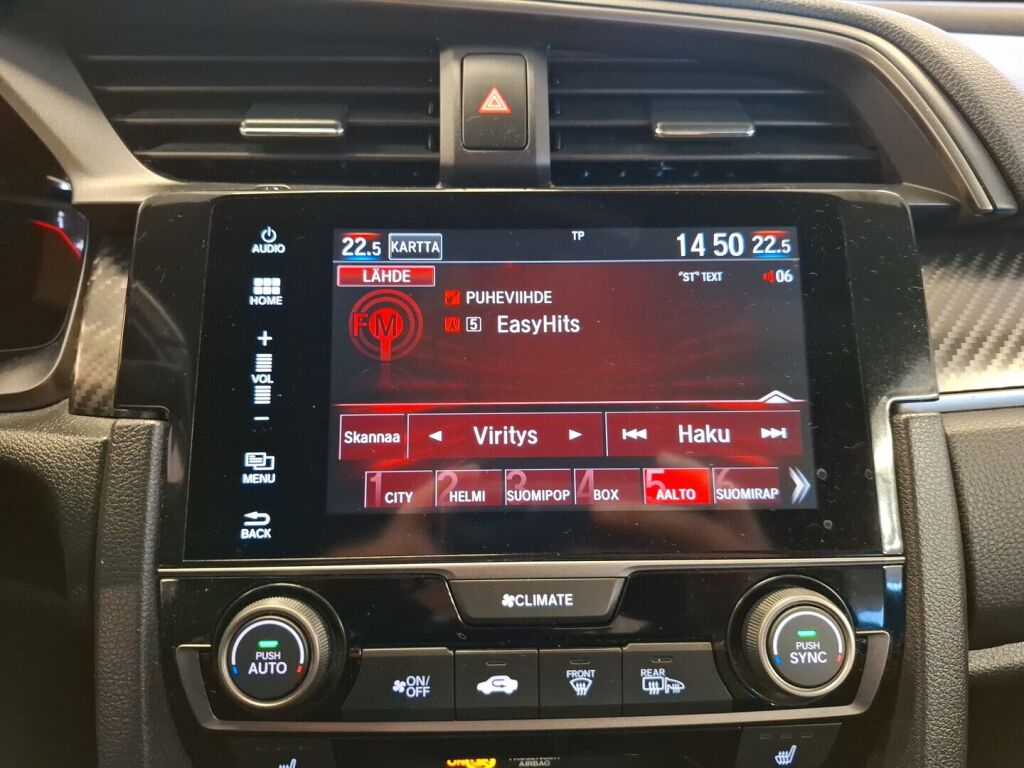 AUDIO
HOME
+
VOL
−
MENU
BACK
22.5 KARTTA TP 14 50 22.5
LÄHDE "ST" TEXT 06
FM
PUHEVIIHDE
5 EasyHits
Skannaa Viritys Haku
1 CITY 2 HELMI 3 SUOMIPOP 4 BOX 5 AALTO 6 SUOMIRAP
CLIMATE
PUSH AUTO
ON/OFF
FRONT
REAR
PUSH SYNC
AIRBAG